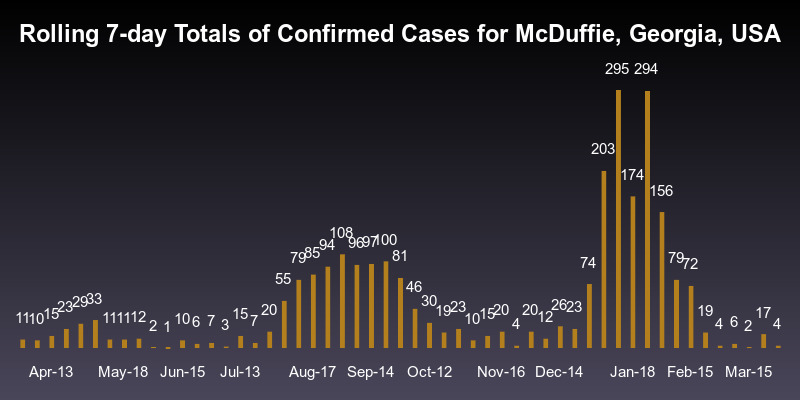 Rolling 7-day Totals of Confirmed Cases for McDuffie, Georgia, USA
295 294
203
174
156
108
94 96 97 100
79 85 81 79 72
74
55
46
11 10 15 23 29 33 11 11 12 2 1 10 6 7 3 15 7 20 30 19 23 10 15 20 4 20 12 26 23 19 4 6 2 17 4
Apr-13 May-18 Jun-15 Jul-13 Aug-17 Sep-14 Oct-12 Nov-16 Dec-14 Jan-18 Feb-15 Mar-15